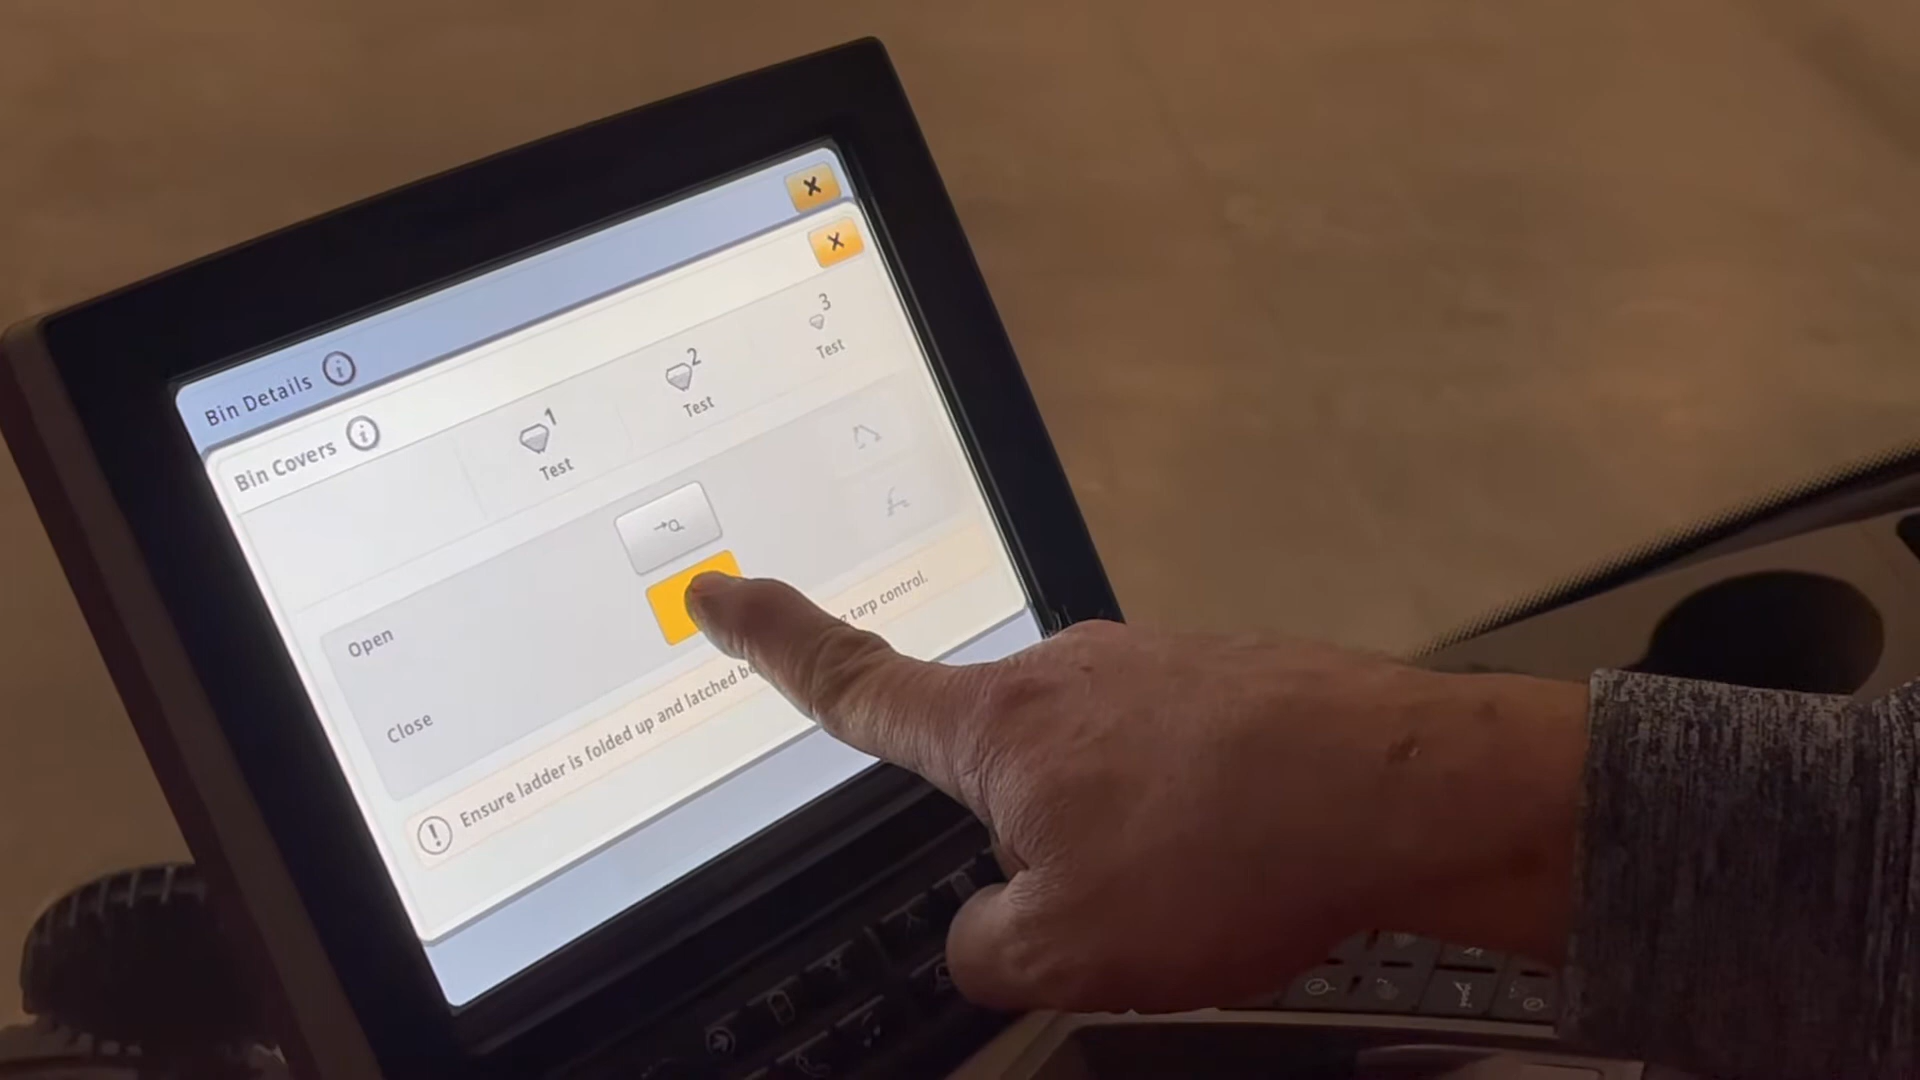 Bin Details
Bin Covers
1
Test
2
Test
3
Test
Open
Close
Ensure ladder is folded up and latched tarp control.